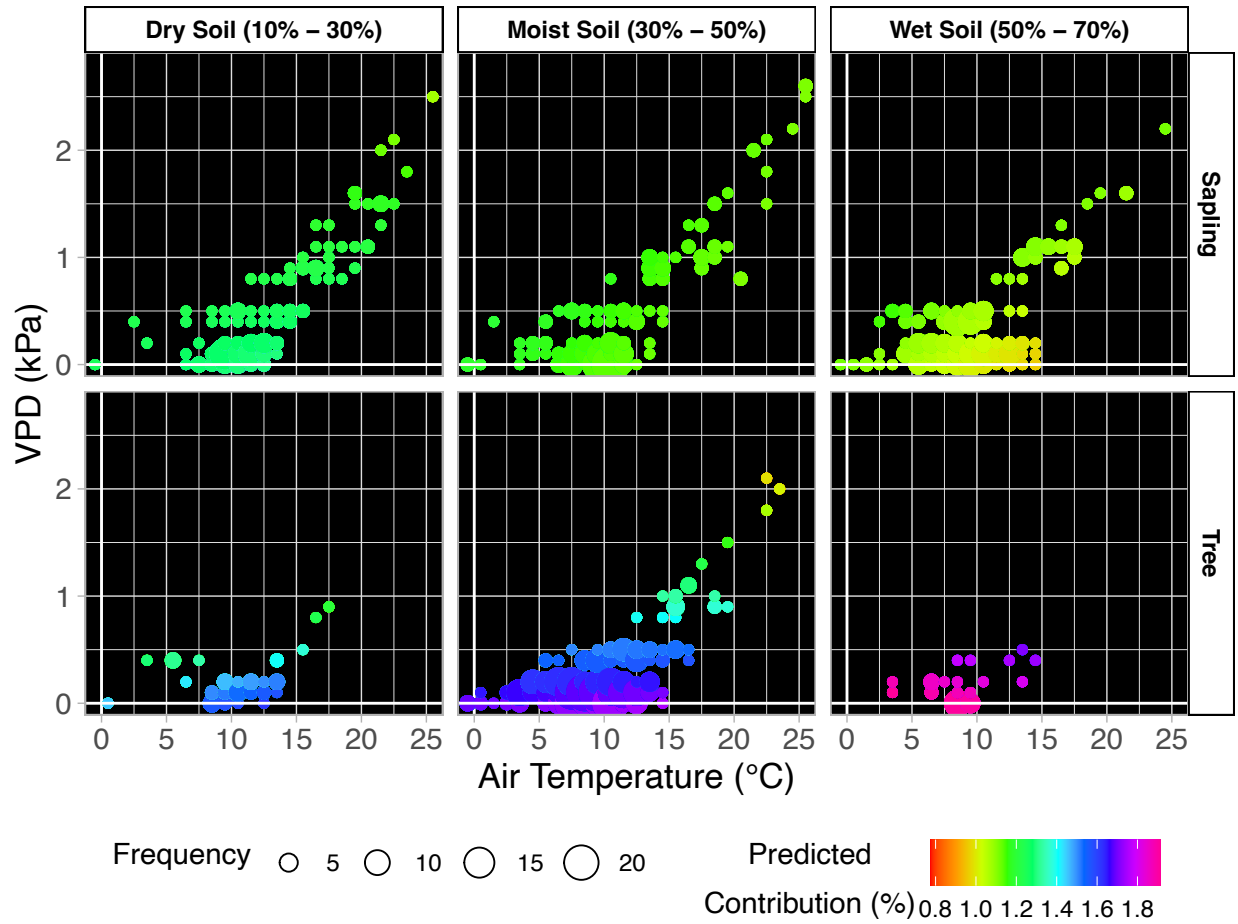 Dry Soil (10% – 30%)
Moist Soil (30% – 50%)
Wet Soil (50% – 70%)
Sapling
Tree
VPD (kPa)
2
1
0
2
1
0
0 5 10 15 20 25
0 5 10 15 20 25
0 5 10 15 20 25
Air Temperature (°C)
Frequency 5 10 15 20
Predicted
Contribution (%) 0.8 1.0 1.2 1.4 1.6 1.8